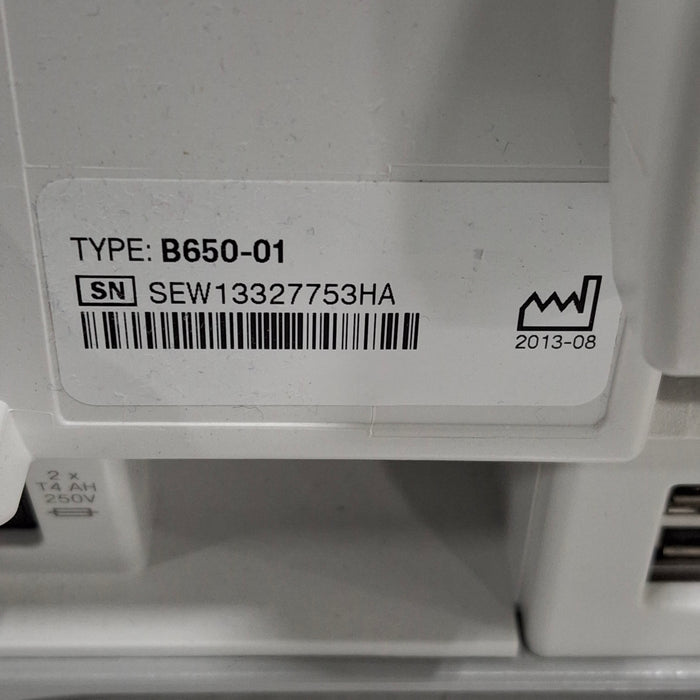 TYPE: B650-01
SN SEW13327753HA
2013-08
2 x
T4 AH
250V